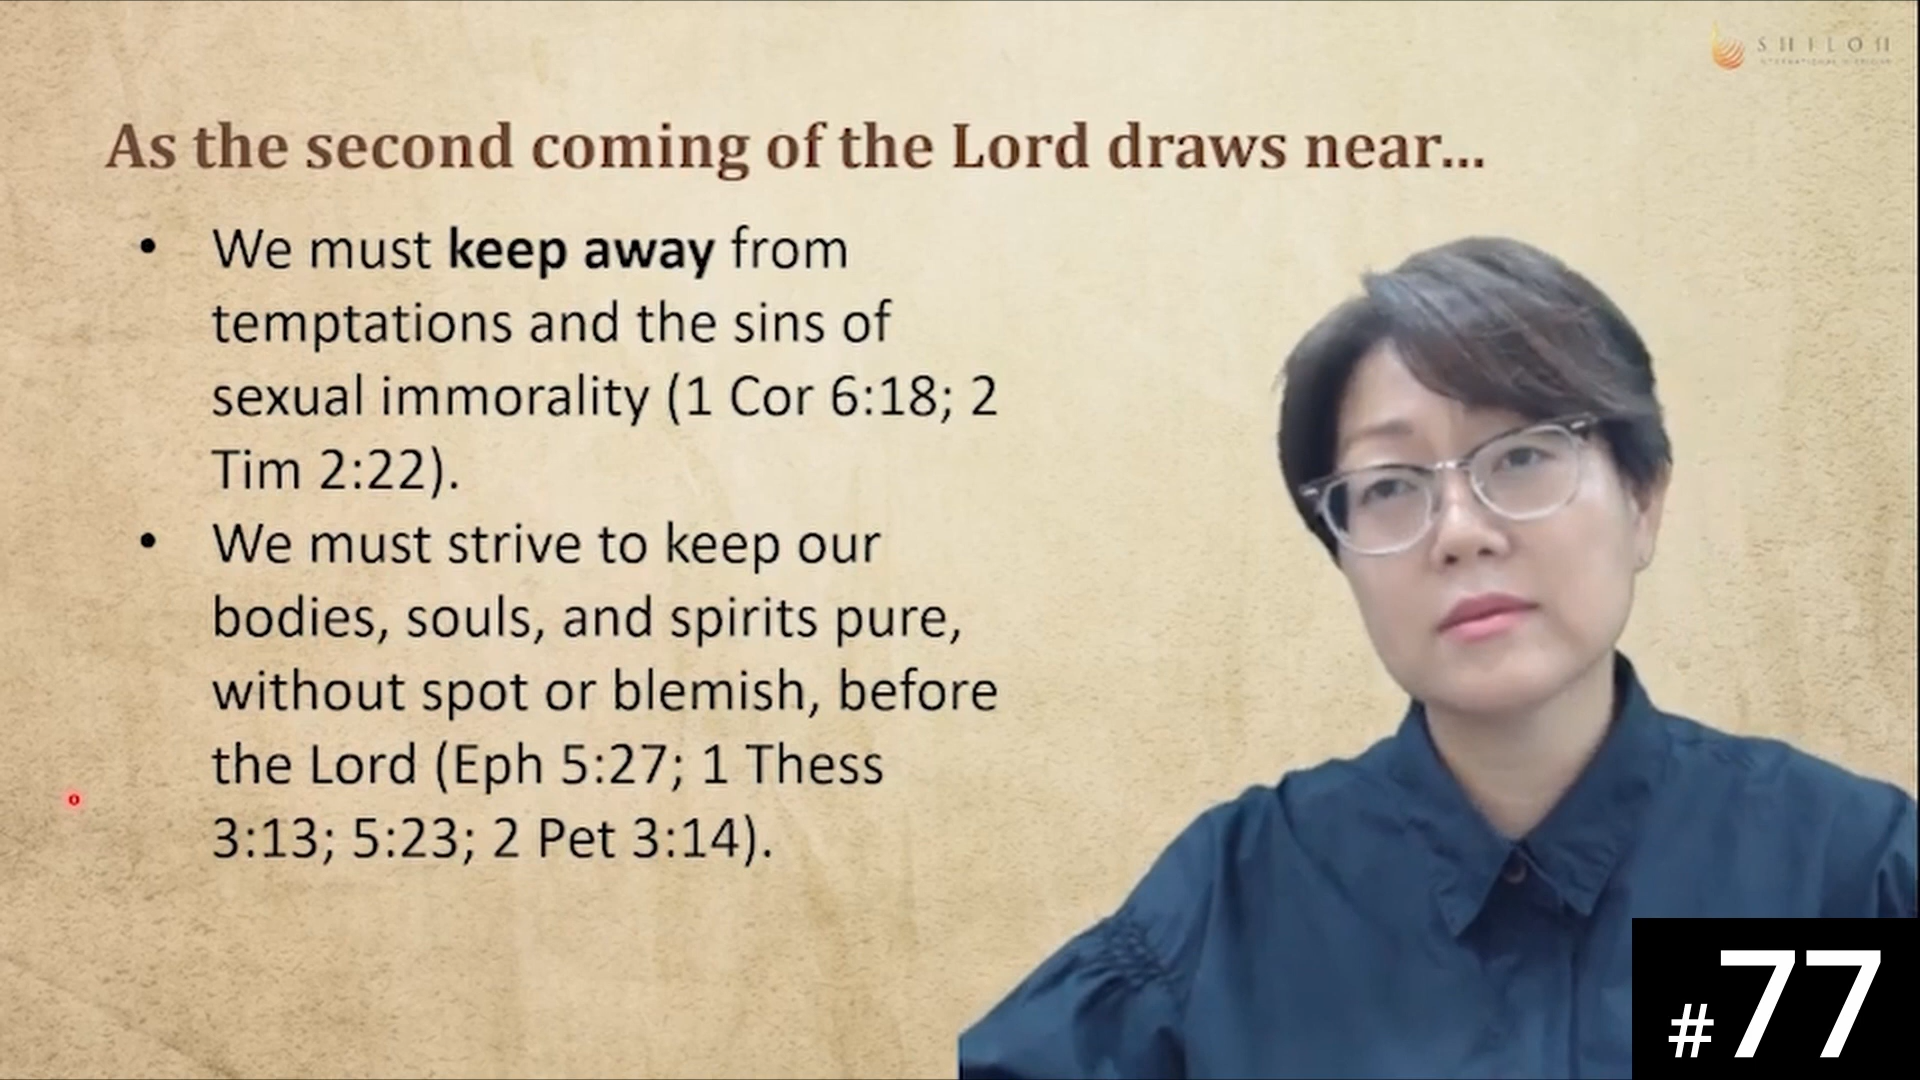 SHILOH
As the second coming of the Lord draws near...
• We must keep away from
temptations and the sins of
sexual immorality (1 Cor 6:18; 2
Tim 2:22).
• We must strive to keep our
bodies, souls, and spirits pure,
without spot or blemish, before
the Lord (Eph 5:27; 1 Thess
3:13; 5:23; 2 Pet 3:14).
#77